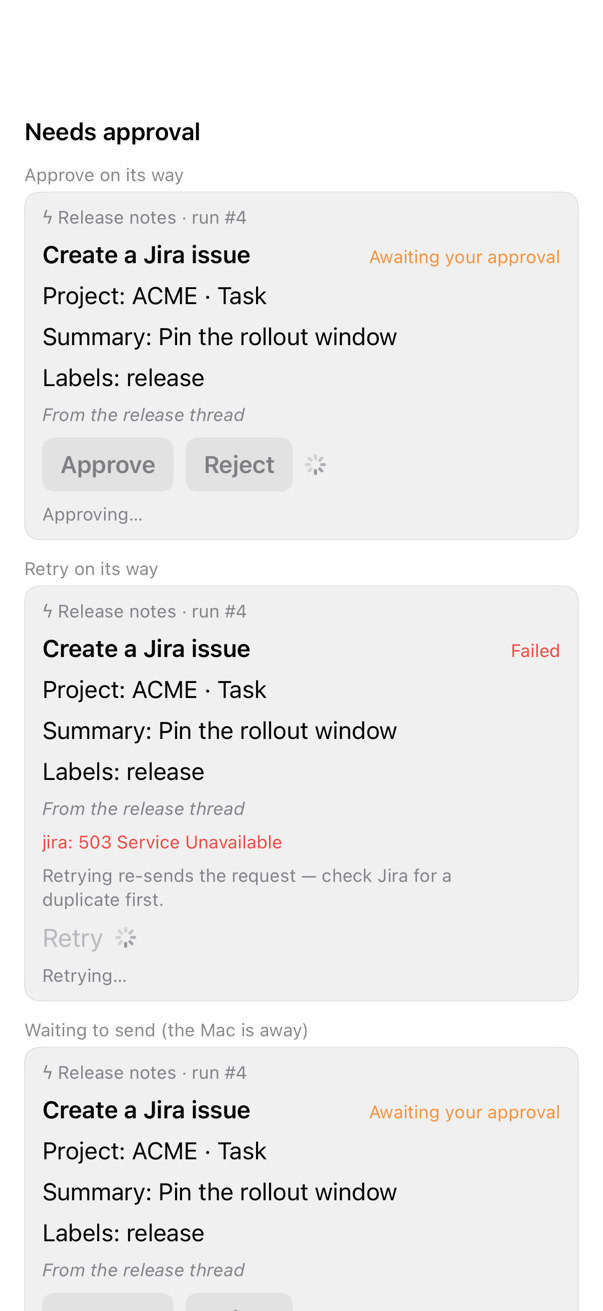 Needs approval
Approve on its way
ϟ Release notes · run #4
Create a Jira issue
Awaiting your approval
Project: ACME · Task
Summary: Pin the rollout window
Labels: release
From the release thread
Approve
Reject
Approving…
Retry on its way
ϟ Release notes · run #4
Create a Jira issue
Failed
Project: ACME · Task
Summary: Pin the rollout window
Labels: release
From the release thread
jira: 503 Service Unavailable
Retrying re-sends the request — check Jira for a
duplicate first.
Retry
Retrying…
Waiting to send (the Mac is away)
ϟ Release notes · run #4
Create a Jira issue
Awaiting your approval
Project: ACME · Task
Summary: Pin the rollout window
Labels: release
From the release thread